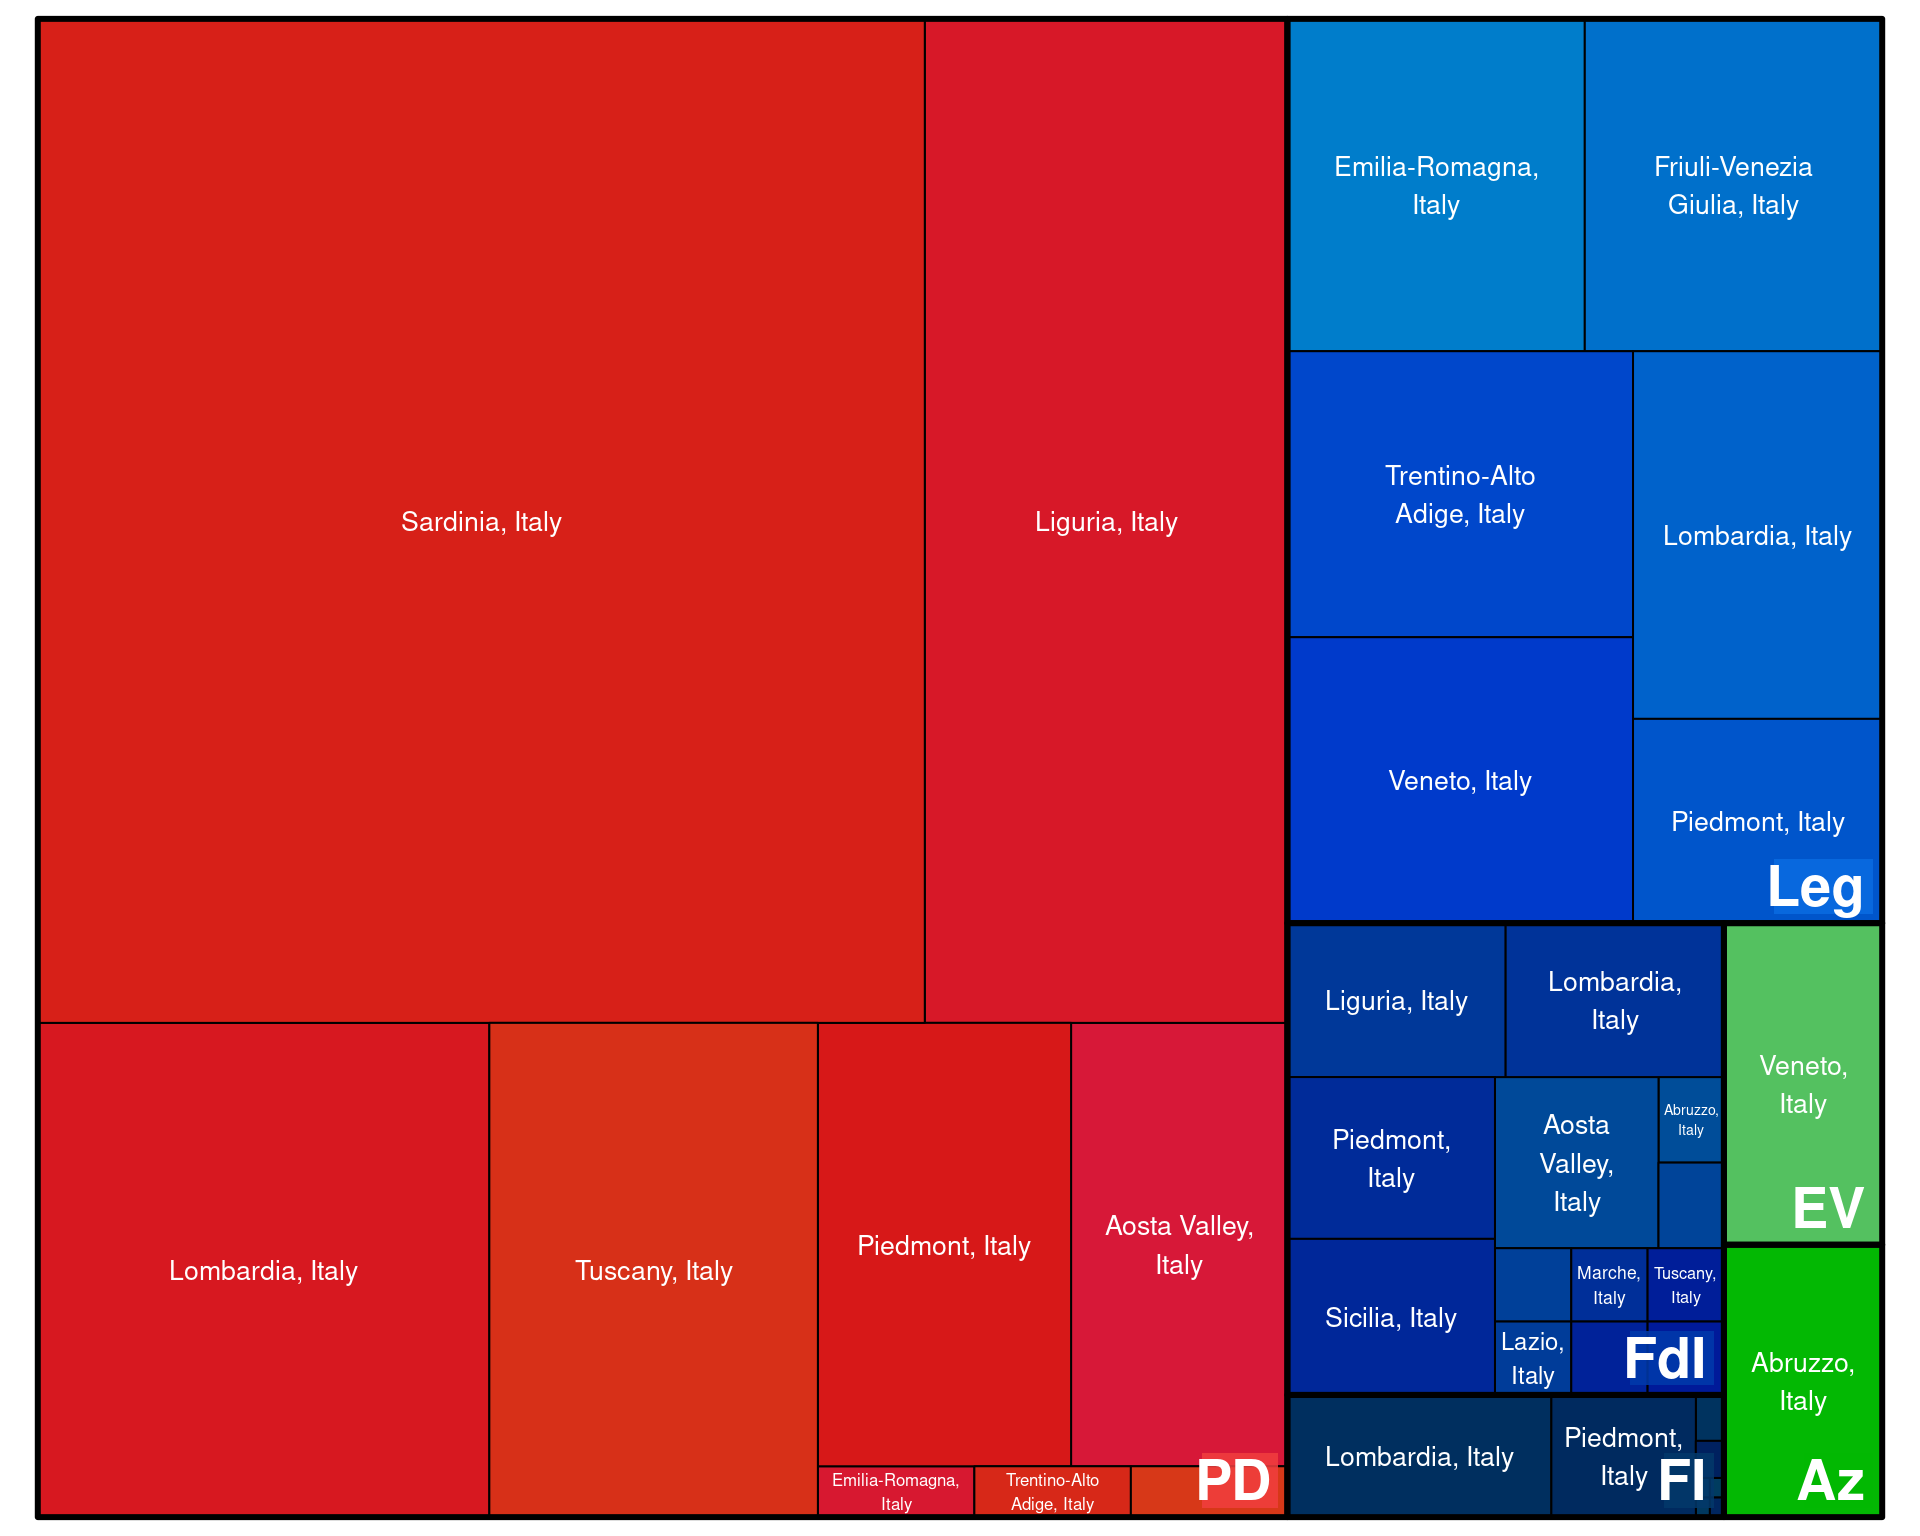 Sardinia, Italy
Liguria, Italy
Lombardia, Italy
Tuscany, Italy
Piedmont, Italy
Aosta Valley,
Italy
Emilia-Romagna,
Italy
Trentino-Alto
Adige, Italy
PD
Emilia-Romagna,
Italy
Friuli-Venezia
Giulia, Italy
Trentino-Alto
Adige, Italy
Lombardia, Italy
Veneto, Italy
Piedmont, Italy
Leg
Liguria, Italy
Lombardia,
Italy
Piedmont,
Italy
Aosta
Valley,
Italy
Abruzzo,
Italy
Sicilia, Italy
Marche,
Italy
Tuscany,
Italy
Lazio,
Italy
FdI
Lombardia, Italy
Piedmont,
Italy
FI
Veneto,
Italy
EV
Abruzzo,
Italy
Az